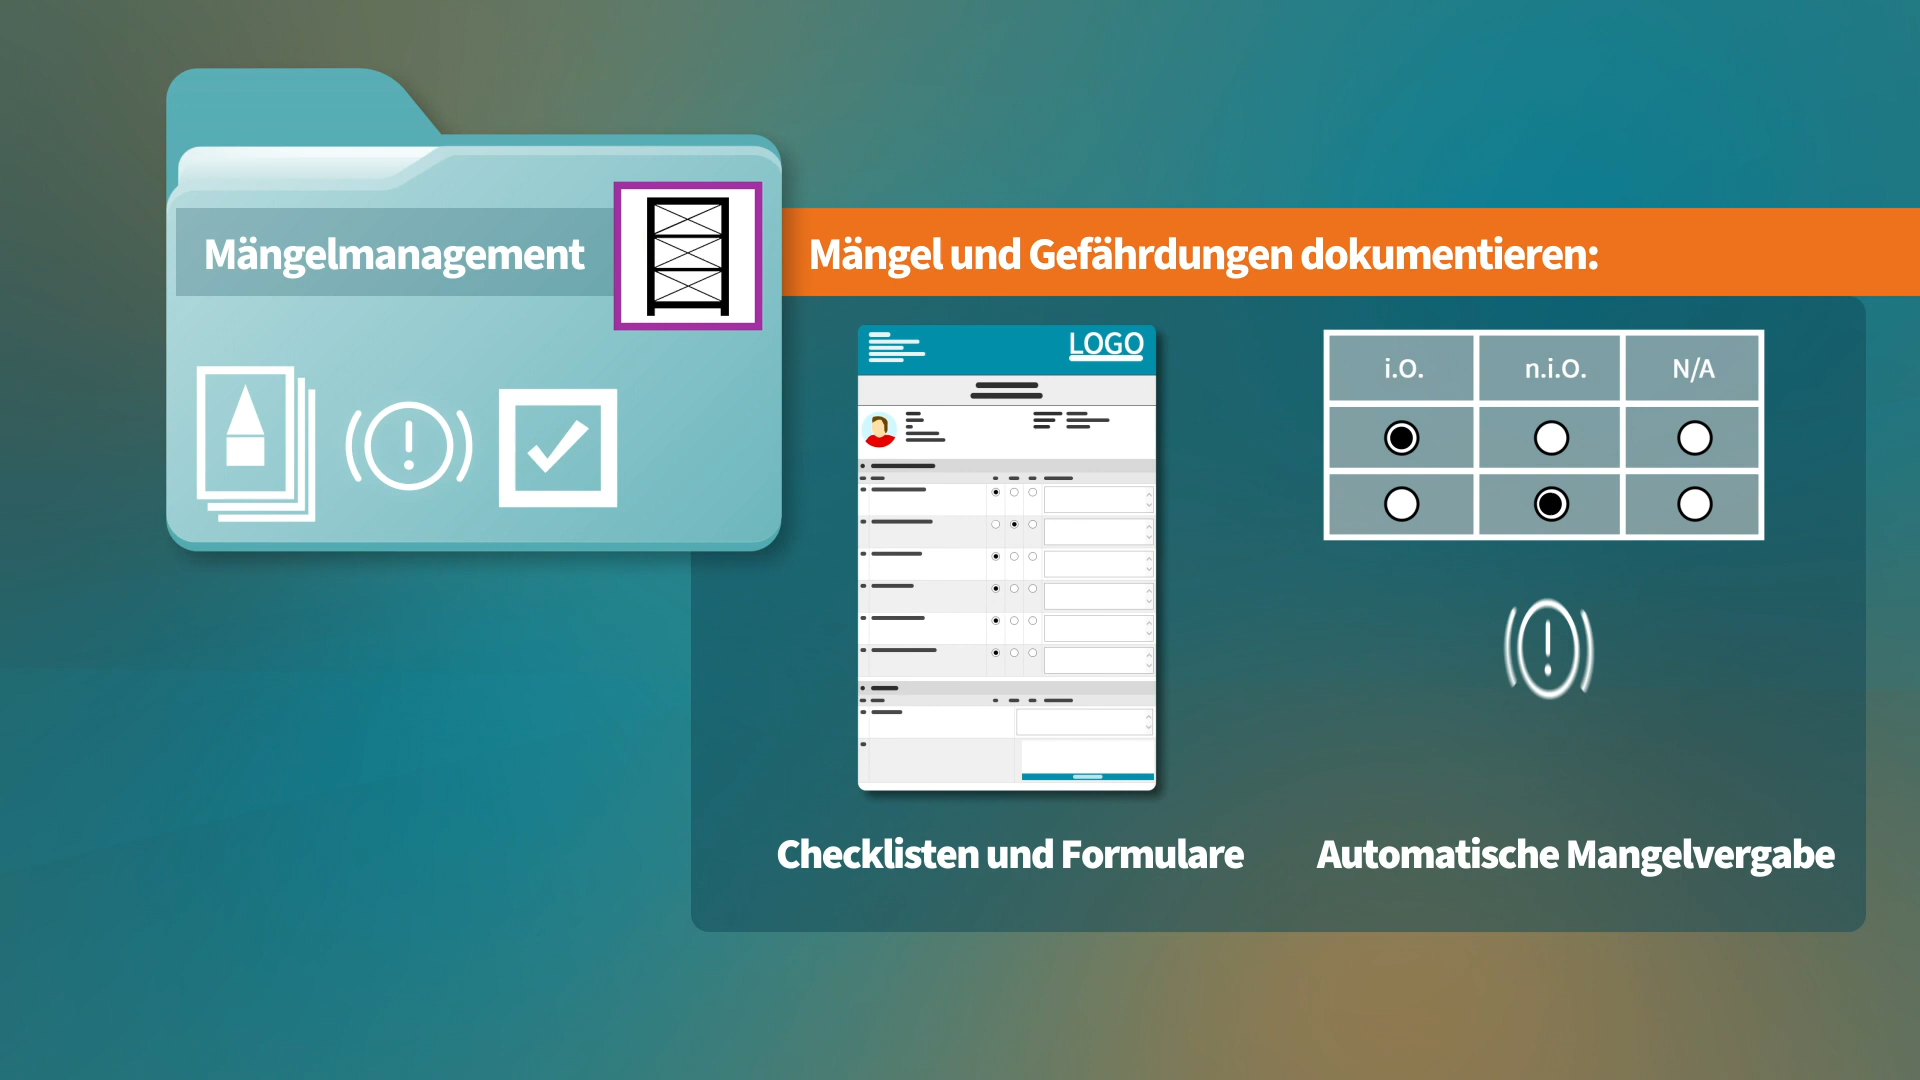 Mängelmanagement
Mängel und Gefährdungen dokumentieren:
LOGO
i.O. n.i.O. N/A
Checklisten und Formulare
Automatische Mangelvergabe